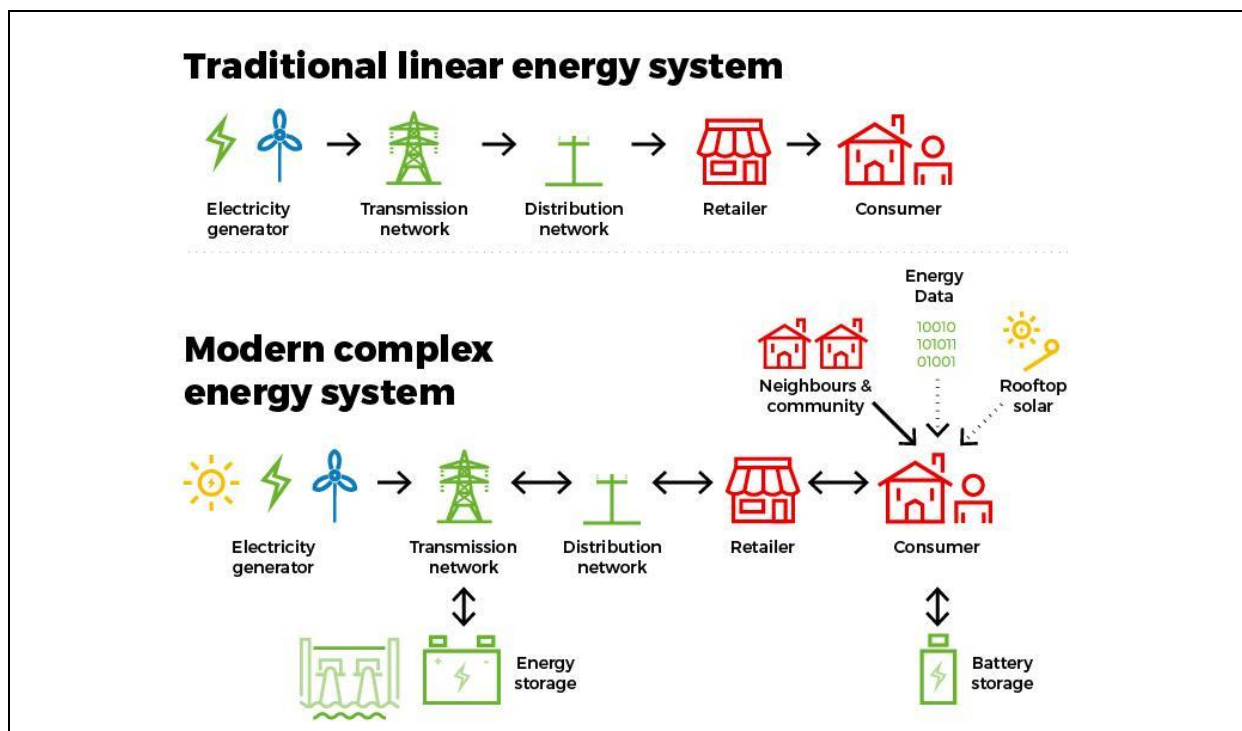 Traditional linear energy system
Electricity
generator
Transmission
network
Distribution
network
Retailer
Consumer
Energy
Data
10010
101011
01001
Modern complex
energy system
Neighbours &
community
Rooftop
solar
Electricity
generator
Transmission
network
Distribution
network
Retailer
Consumer
Energy
storage
Battery
storage